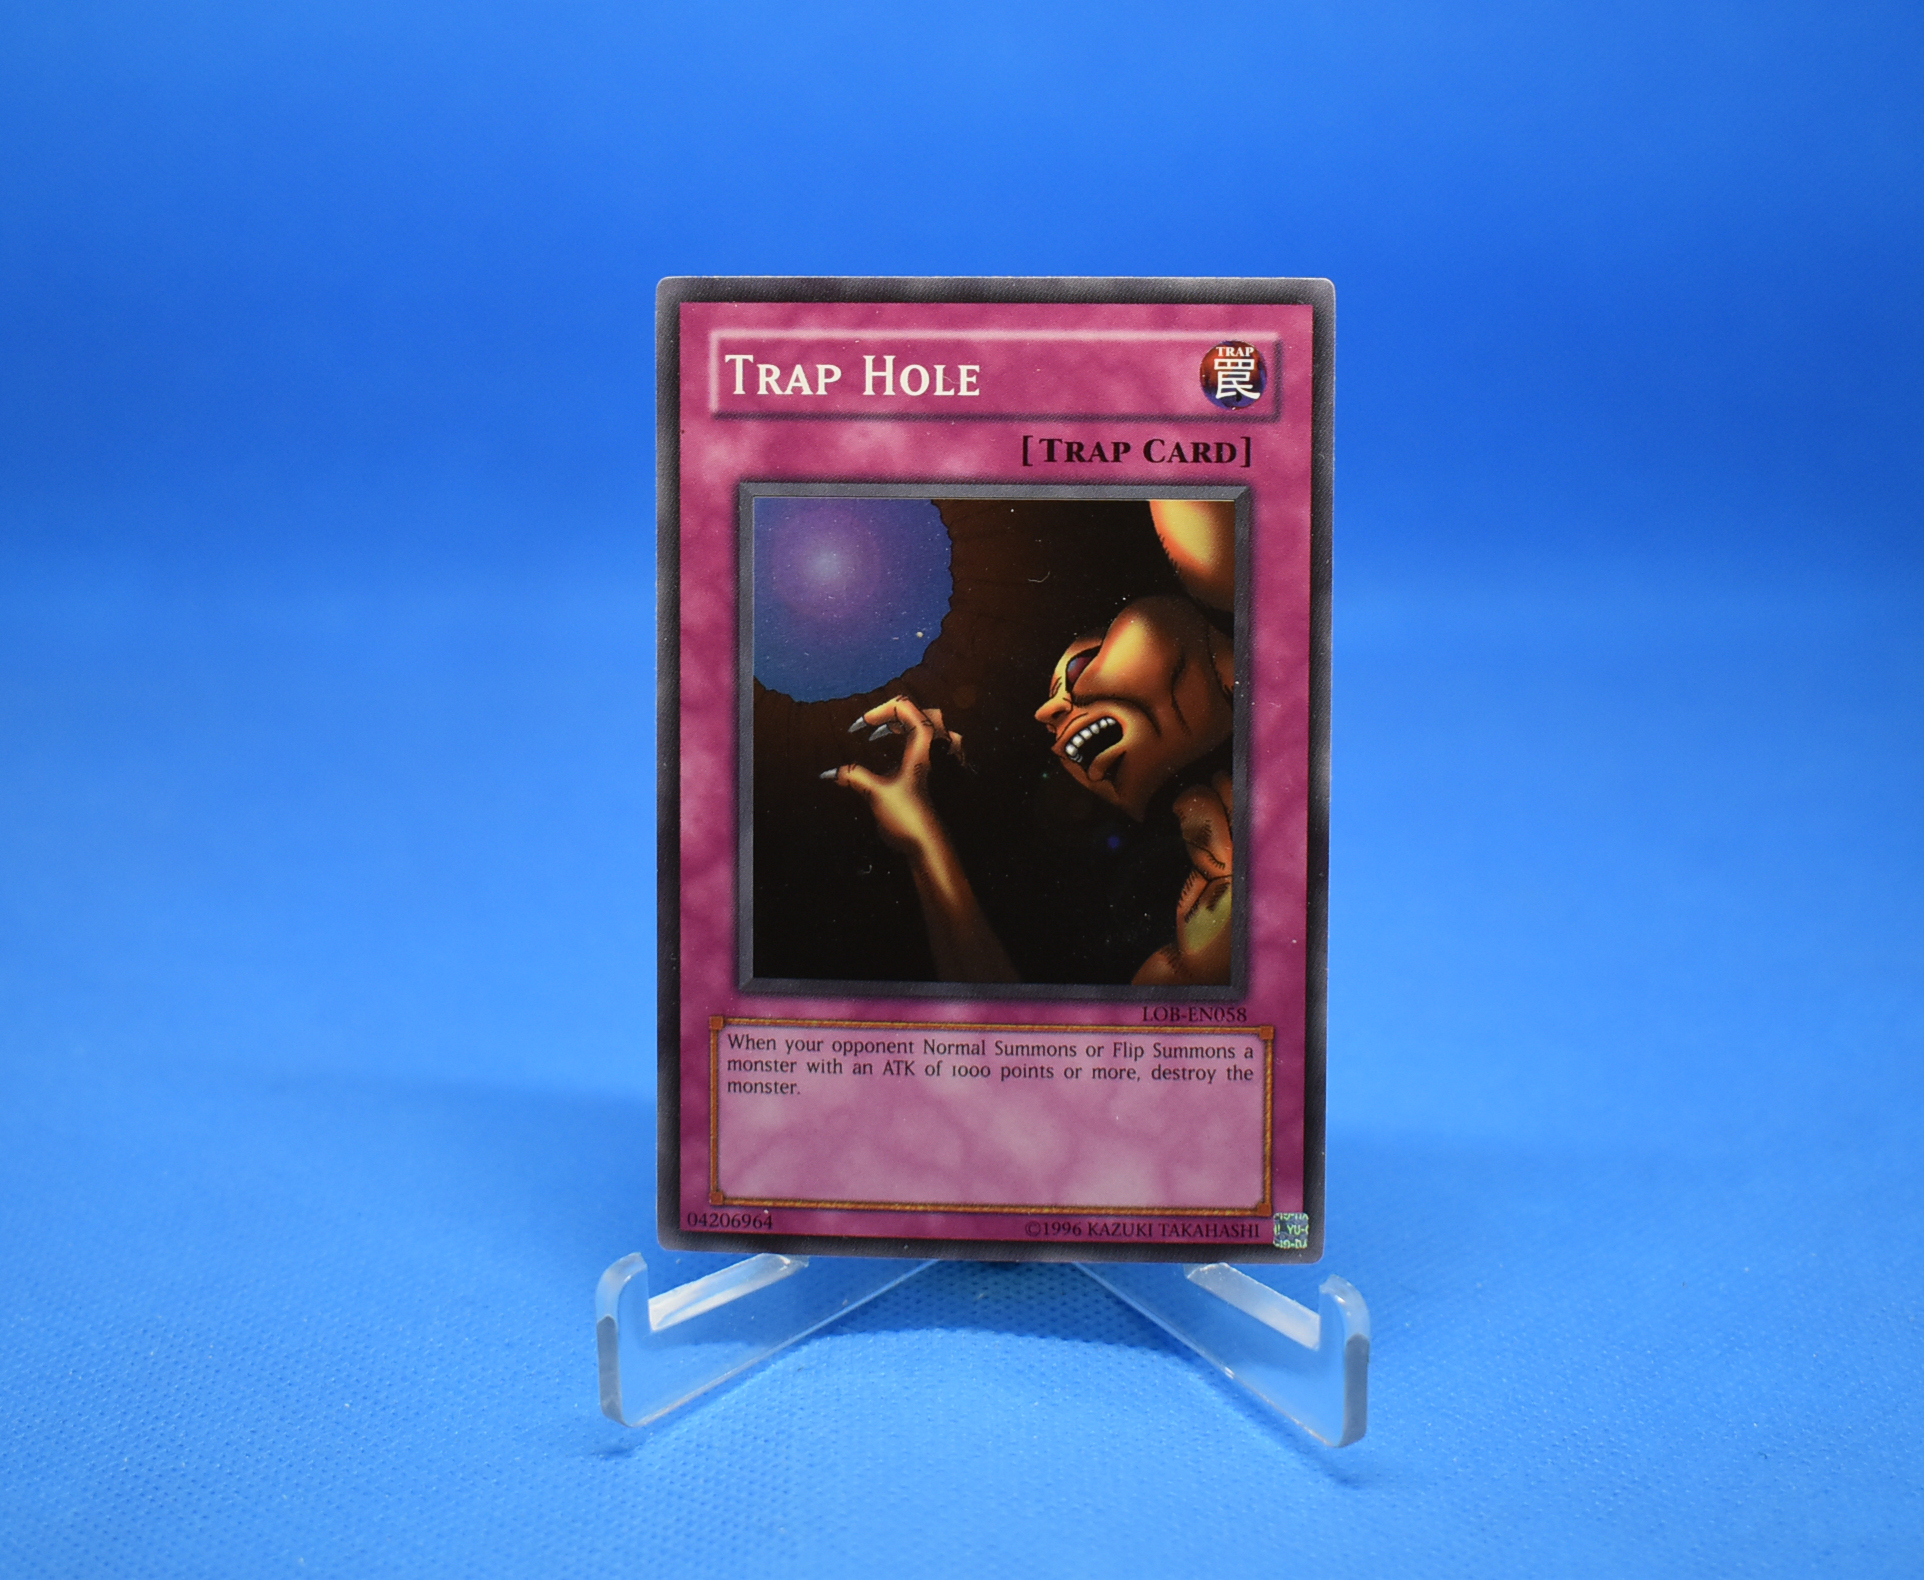 TRAP HOLE
TRAP
罠
[TRAP CARD]
LOB-EN058
When your opponent Normal Summons or Flip Summons a
monster with an ATK of 1000 points or more, destroy the
monster.
04206964
©1996 KAZUKI TAKAHASHI